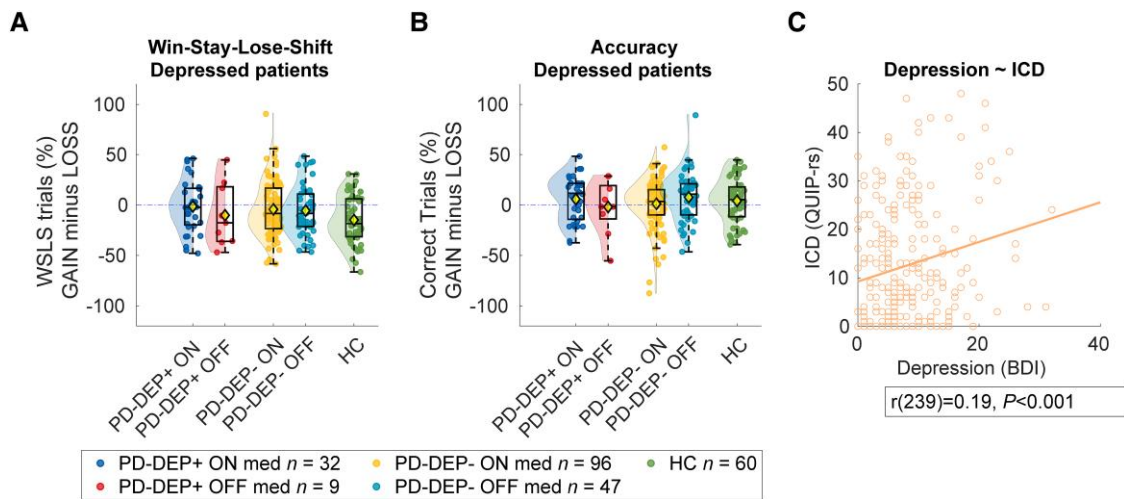 A
Win-Stay-Lose-Shift
Depressed patients
WSLS trials (%)
GAIN minus LOSS
100
50
0
-50
-100
PD-DEP+ ON
PD-DEP+ OFF
PD-DEP- ON
PD-DEP- OFF
HC
B
Accuracy
Depressed patients
Correct Trials (%)
GAIN minus LOSS
100
50
0
-50
-100
PD-DEP+ ON
PD-DEP+ OFF
PD-DEP- ON
PD-DEP- OFF
HC
C
Depression ~ ICD
ICD (QUIP-rs)
50
40
30
20
10
0
0 20 40
Depression (BDI)
r(239)=0.19, P<0.001
PD-DEP+ ON med n = 32
PD-DEP- ON med n = 96
HC n = 60
PD-DEP+ OFF med n = 9
PD-DEP- OFF med n = 47